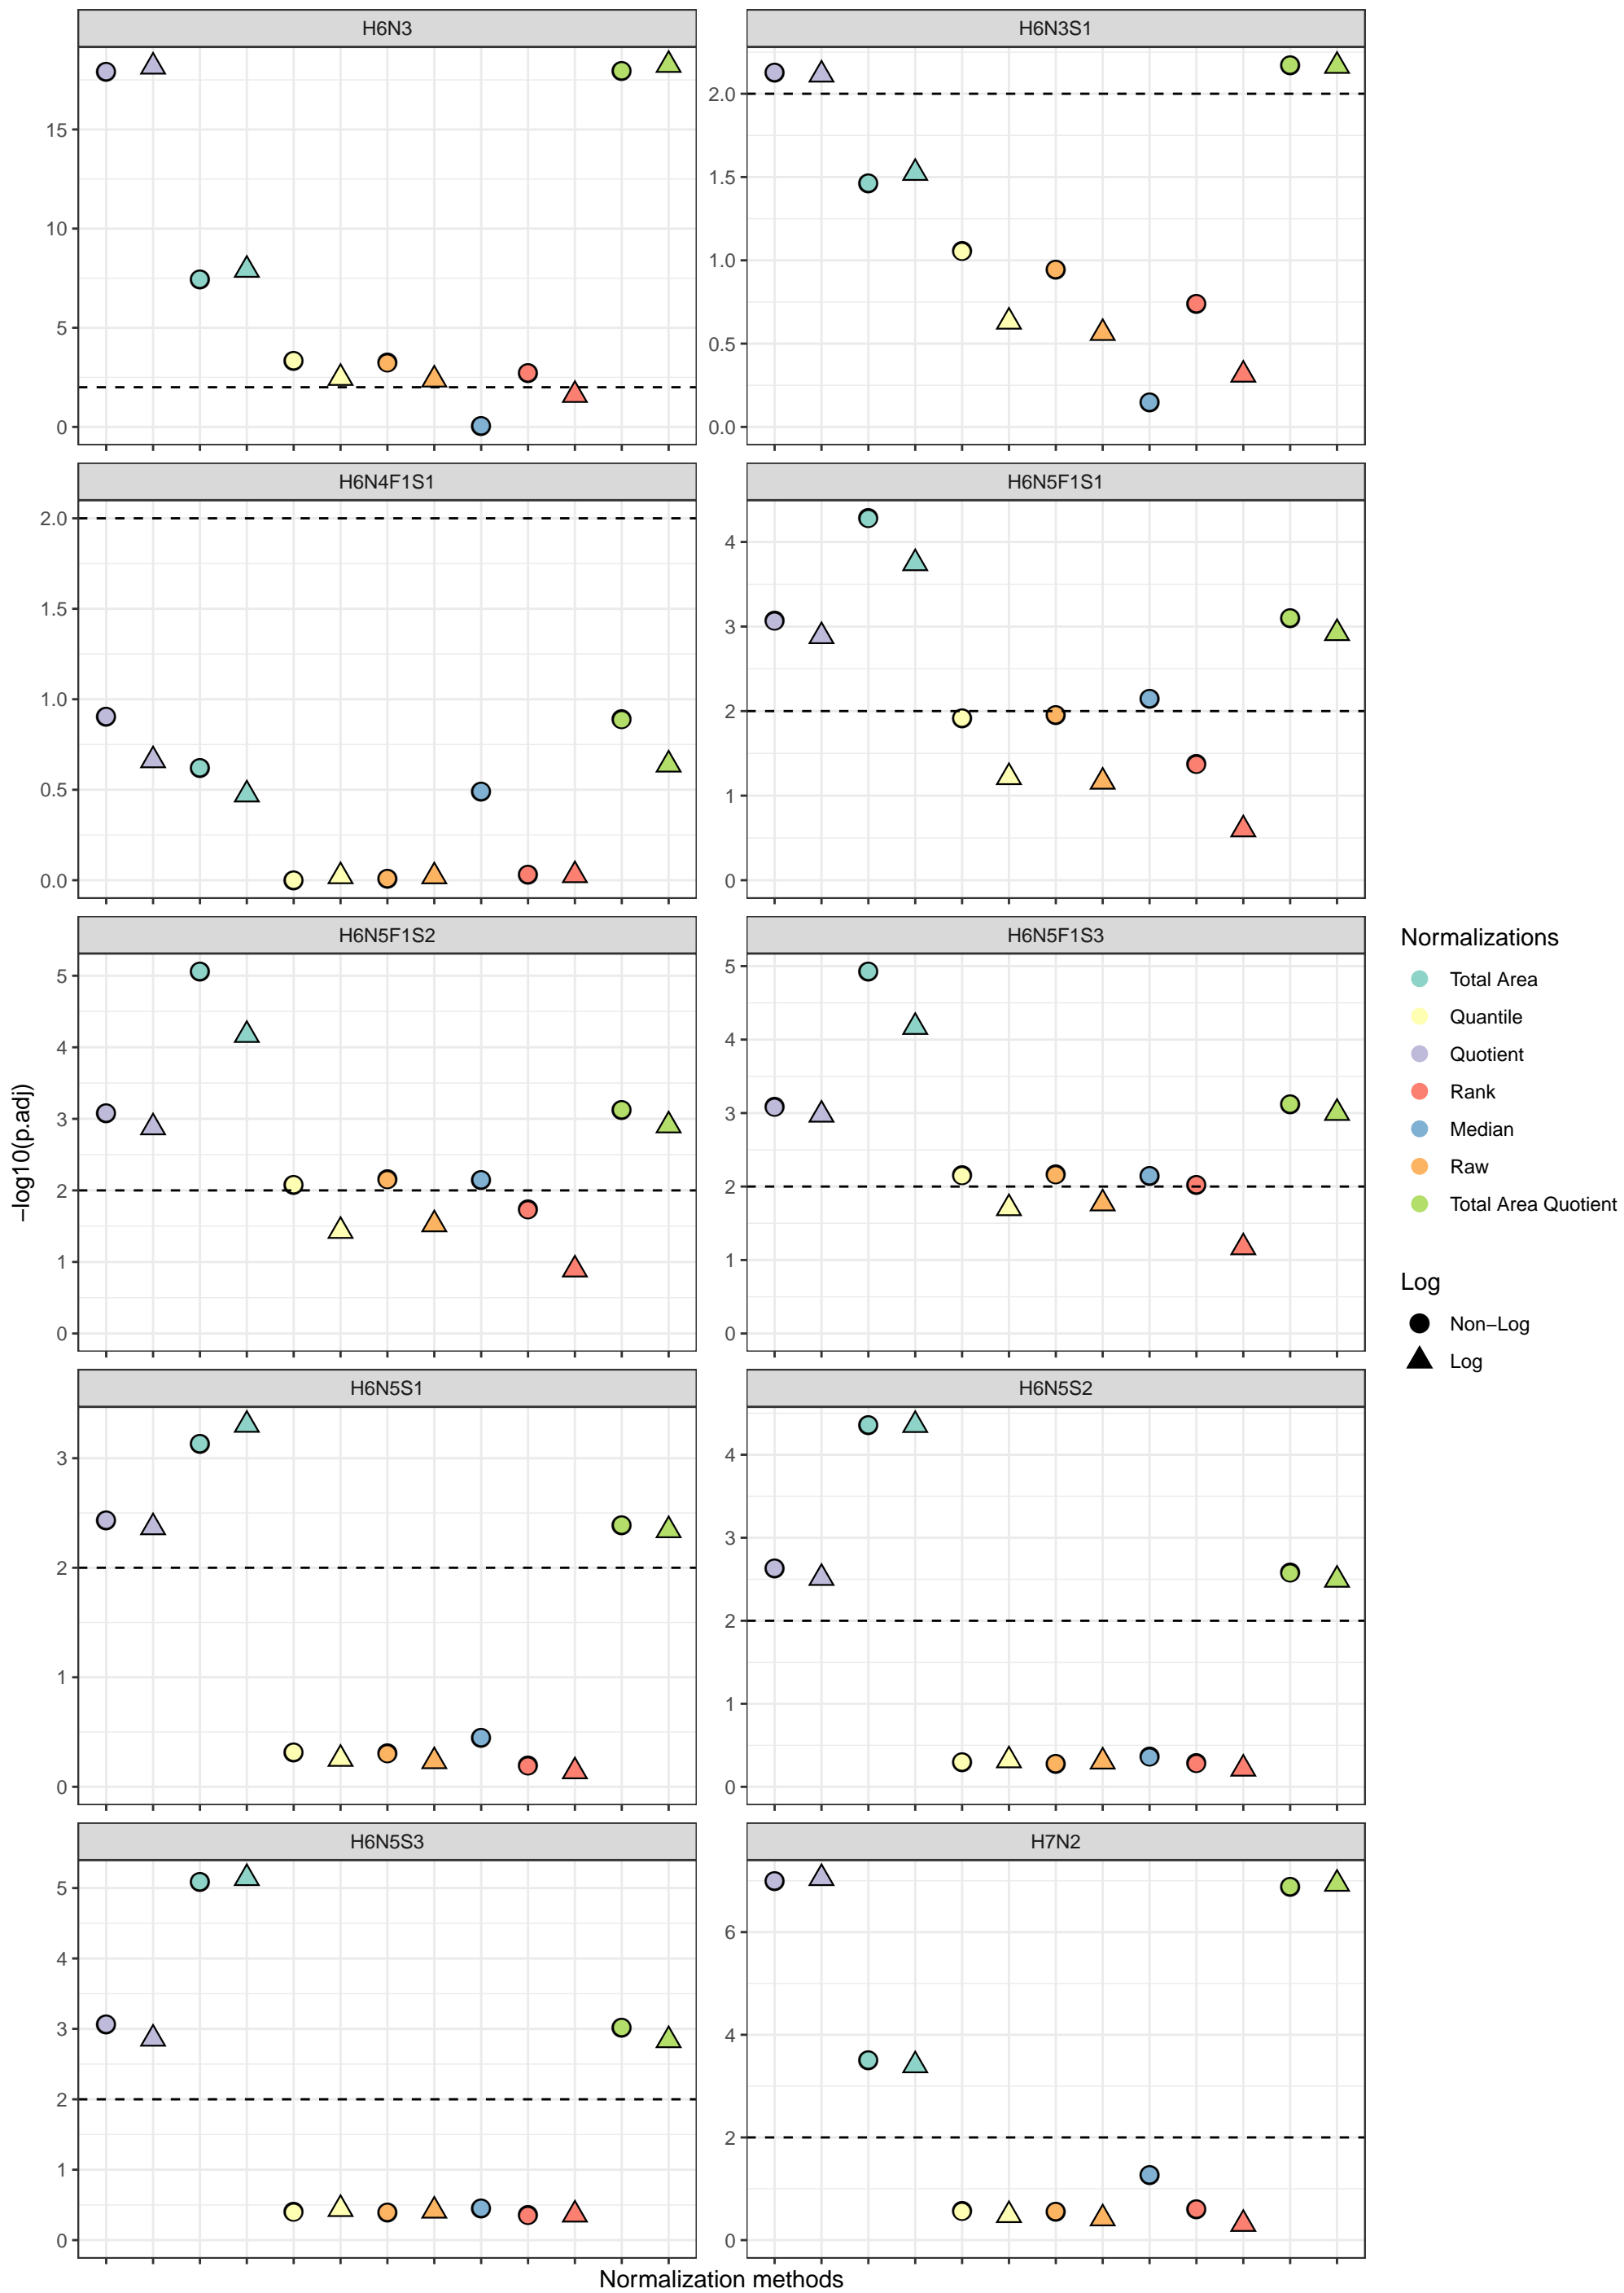 H6N3
H6N3S1
15
10
5
0
2.0
1.5
1.0
0.5
0.0
H6N4F1S1
H6N5F1S1
2.0
1.5
1.0
0.5
0.0
4
3
2
1
0
H6N5F1S2
H6N5F1S3
5
4
3
2
1
0
5
4
3
2
1
0
H6N5S1
H6N5S2
3
2
1
0
4
3
2
1
0
H6N5S3
H7N2
5
4
3
2
1
0
6
4
2
0
−log10(p.adj)
Normalization methods
Normalizations
Total Area
Quantile
Quotient
Rank
Median
Raw
Total Area Quotient
Log
Non−Log
Log